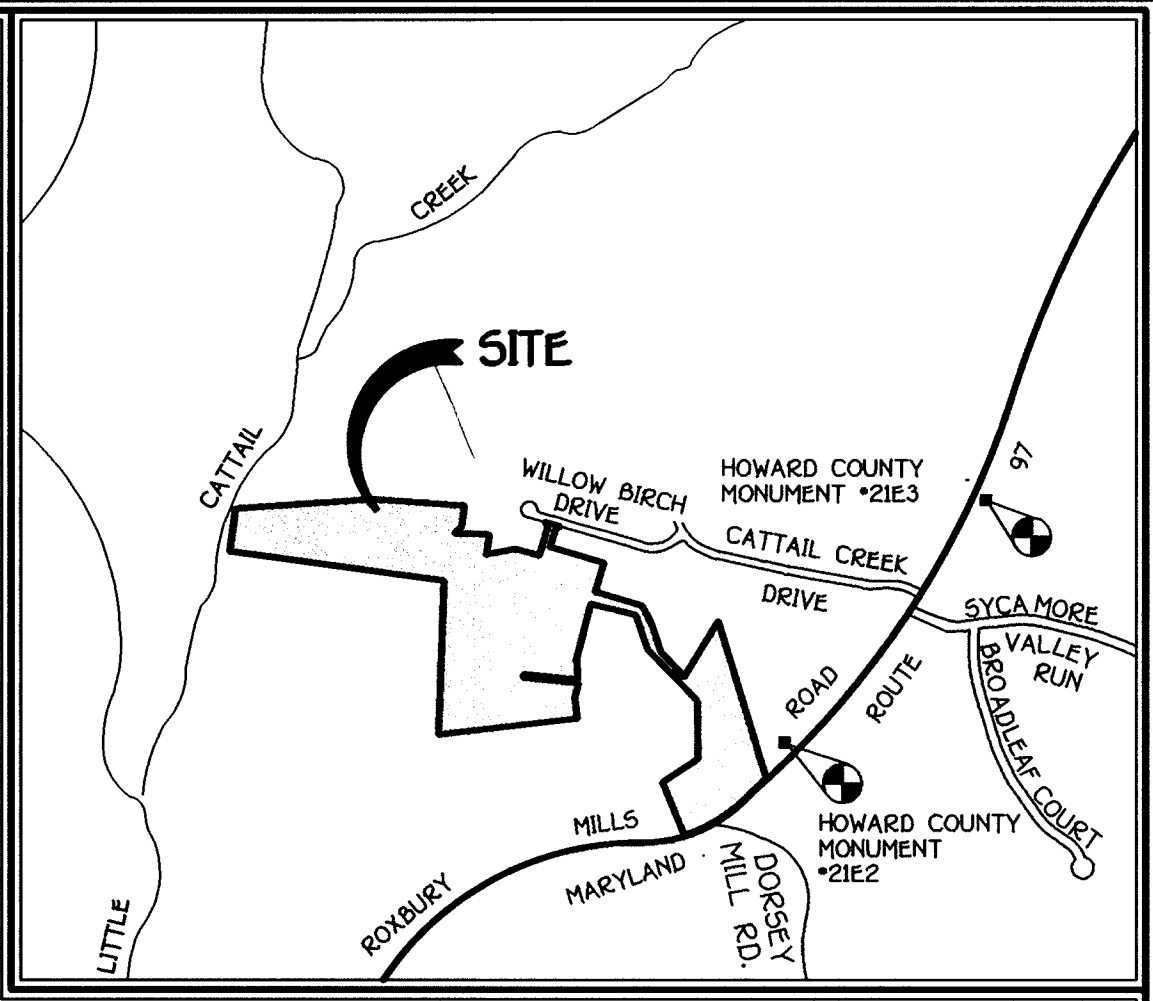 CREEK
SITE
CATTAIL
WILLOW BIRCH
DRIVE
HOWARD COUNTY
MONUMENT *21E3
97
CATTAIL CREEK
DRIVE
SYCAMORE
VALLEY
RUN
BROADLEAF COURT
ROAD
ROUTE
HOWARD COUNTY
MONUMENT
*21E2
MILLS
MARYLAND
DORSEY
MILL RD.
ROXBURY
LITTLE